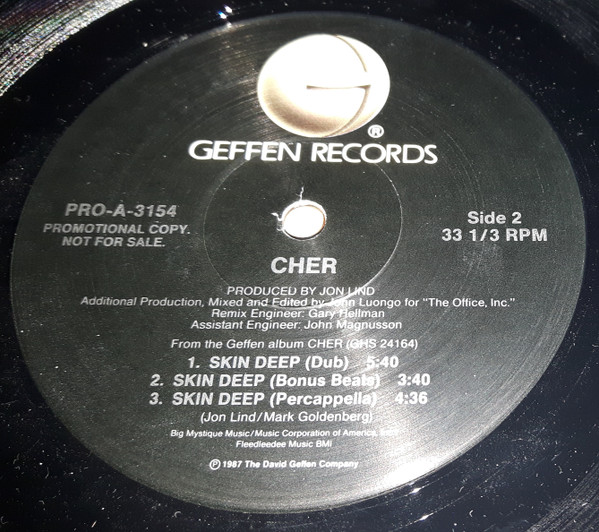 ®
GEFFEN RECORDS
PRO-A-3154
PROMOTIONAL COPY.
NOT FOR SALE.
Side 2
33 1/3 RPM
CHER
PRODUCED BY JON LIND
Additional Production, Mixed and Edited by John Luongo for "The Office, Inc."
Remix Engineer: Gary Hellman
Assistant Engineer: John Magnusson
From the Geffen album CHER (GHS 24164)
1. SKIN DEEP (Dub) 5:40
2. SKIN DEEP (Bonus Beats) 3:40
3. SKIN DEEP (Percappella) 4:36
(Jon Lind/Mark Goldenberg)
Big Mystique Music/Music Corporation of America, Inc./
Fleedleedee Music BMI
℗ 1987 The David Geffen Company